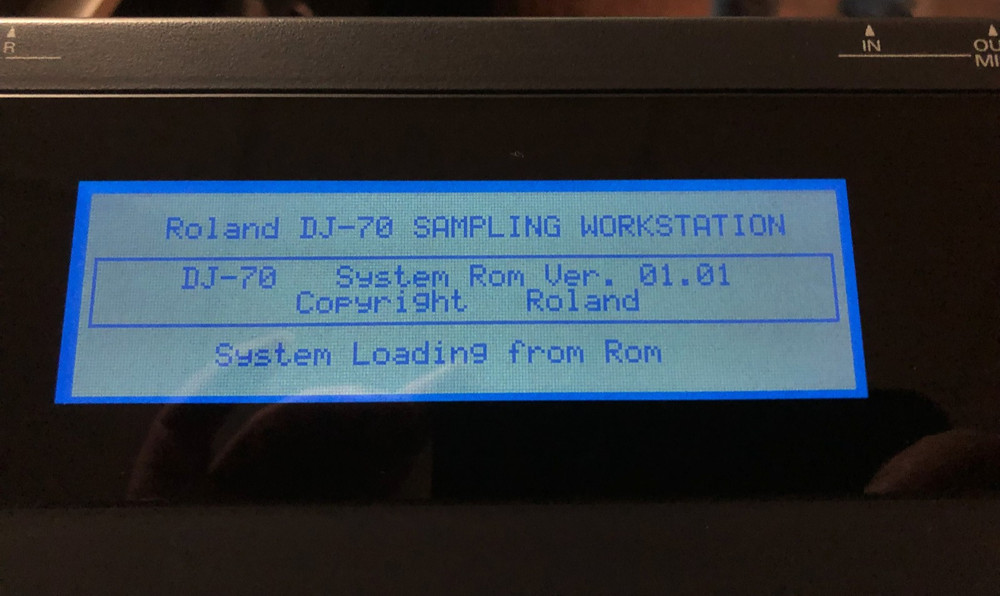 R
IN
Roland DJ-70 SAMPLING WORKSTATION
DJ-70 System Rom Ver. 01.01
Copyright Roland
System Loading from Rom